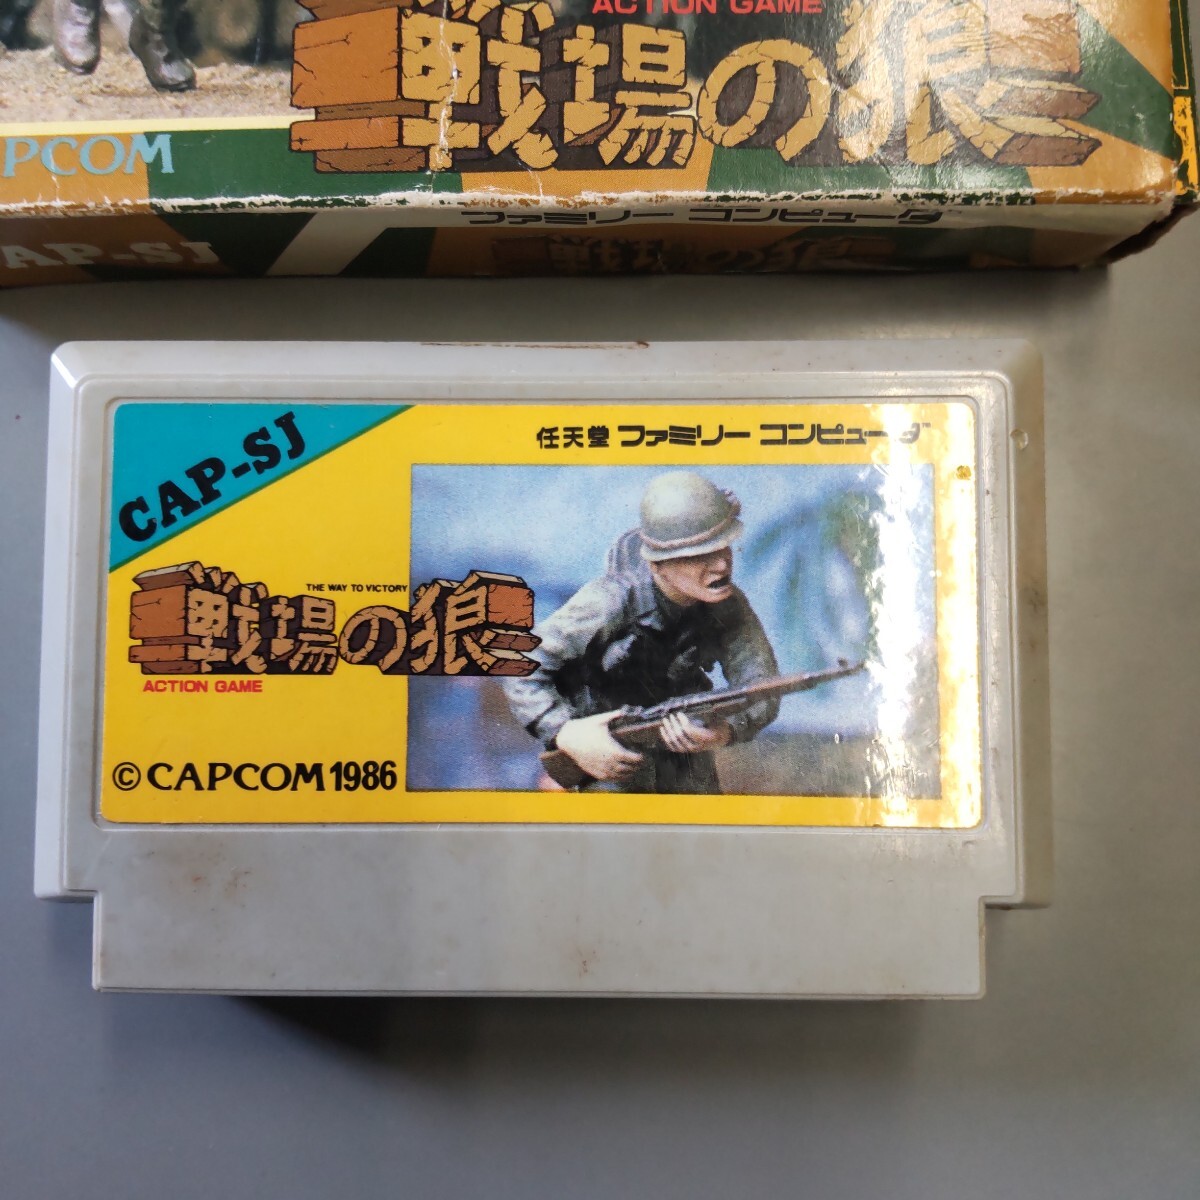 ACTION GAME
戦場の狼
PCOM
ファミリー コンピュータ
AP-SJ
戦場の狼
CAP-SJ
任天堂 ファミリー コンピュータ
THE WAY TO VICTORY
戦場の狼
ACTION GAME
© CAPCOM 1986